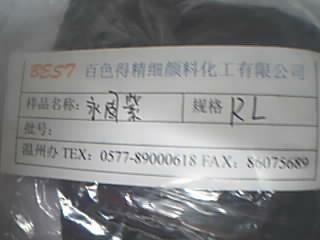 BEST 百色得精细颜料化工有限公司
样品名称: 永固紫 规格 RL
批号:
温州办 TEX: 0577-89000618 FAX: 86075689